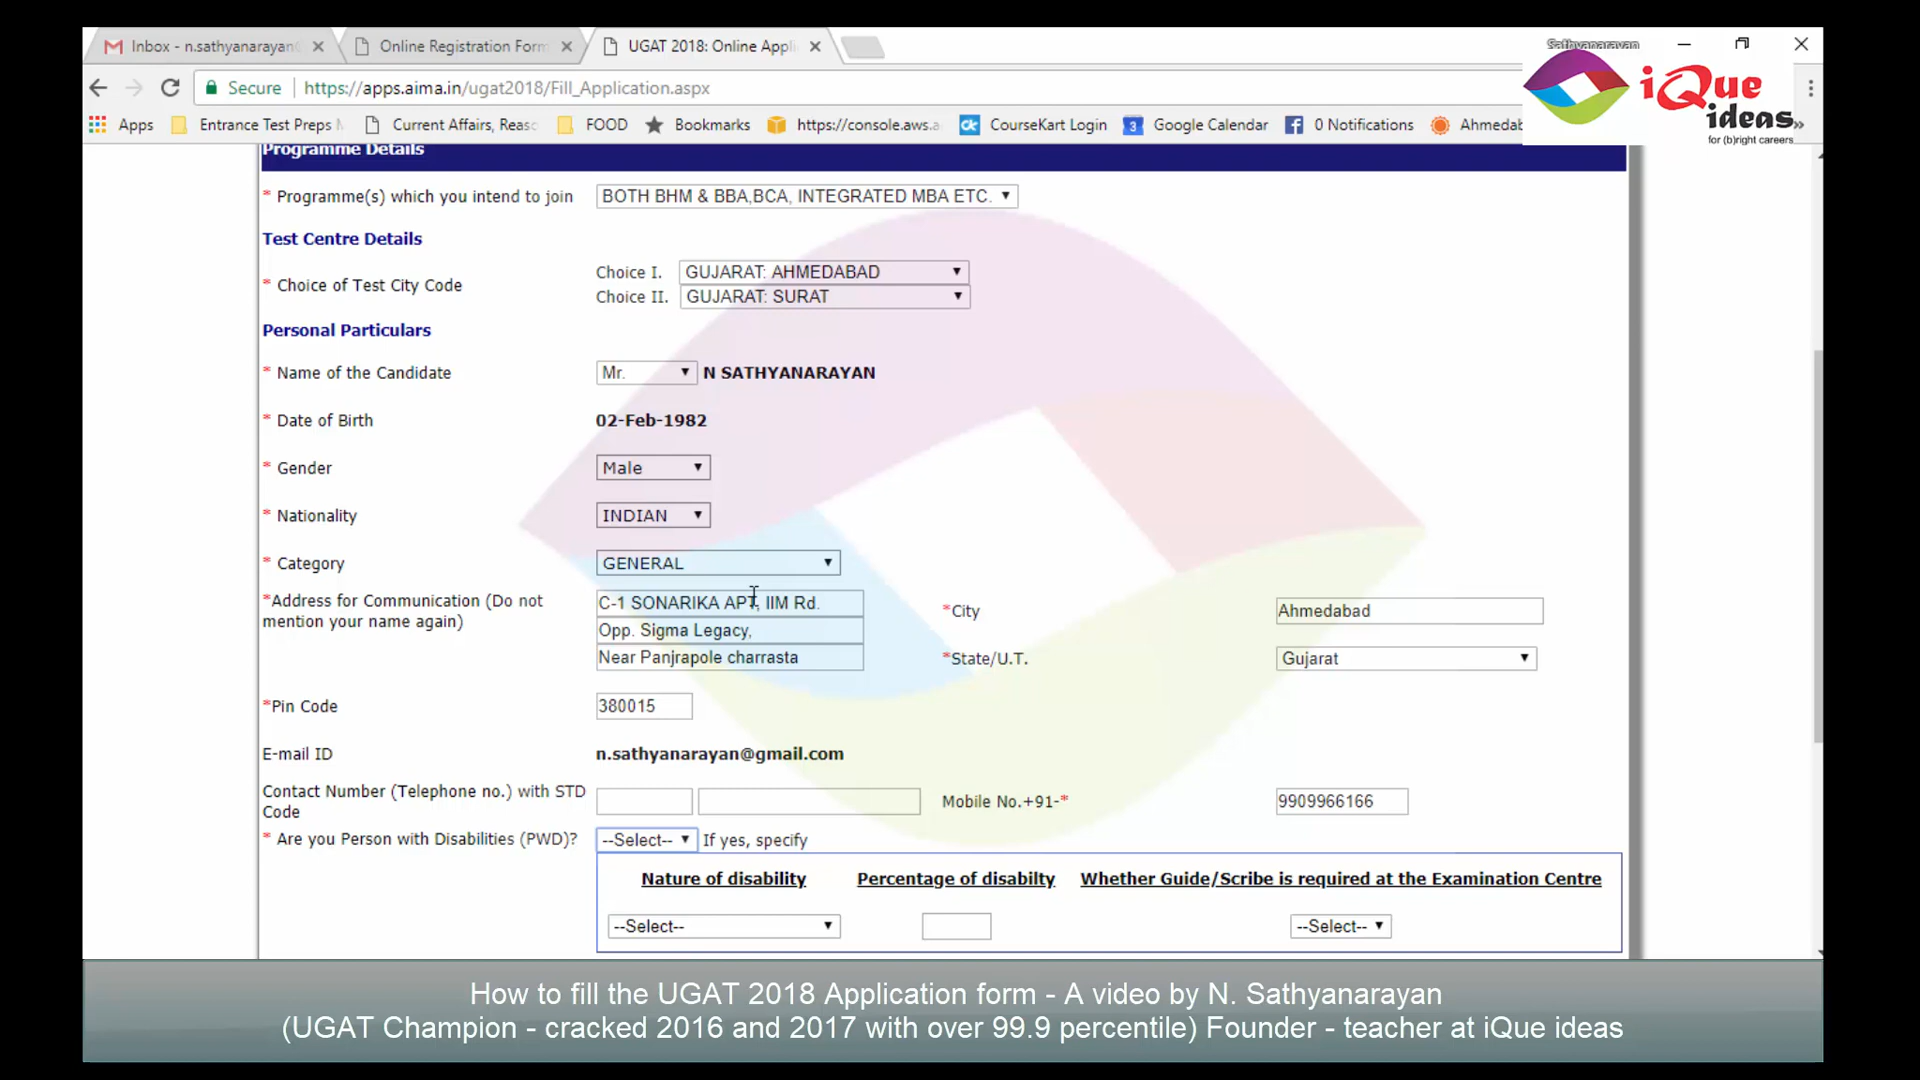 Inbox - n.sathyanarayan
Online Registration Form
UGAT 2018: Online Appli
Sathyanarayan
Secure
https://apps.aima.in/ugat2018/Fill_Application.aspx
iQue
ideas
for (b)right careers
Apps
Entrance Test Preps
Current Affairs, Reaso
FOOD
Bookmarks
https://console.aws.a
ck
CourseKart Login
3
Google Calendar
0 Notifications
Ahmedab
»
Programme Details
* Programme(s) which you intend to join
BOTH BHM & BBA,BCA, INTEGRATED MBA ETC.
Test Centre Details
* Choice of Test City Code
Choice I. GUJARAT: AHMEDABAD
Choice II. GUJARAT: SURAT
Personal Particulars
* Name of the Candidate
Mr. N SATHYANARAYAN
* Date of Birth
02-Feb-1982
* Gender
Male
* Nationality
INDIAN
* Category
GENERAL
*Address for Communication (Do not
mention your name again)
C-1 SONARIKA APT, IIM Rd.
Opp. Sigma Legacy,
Near Panjrapole charrasta
*City
Ahmedabad
*State/U.T.
Gujarat
*Pin Code
380015
E-mail ID
n.sathyanarayan@gmail.com
Contact Number (Telephone no.) with STD
Code
Mobile No.+91-*
9909966166
* Are you Person with Disabilities (PWD)?
--Select-- If yes, specify
Nature of disability
Percentage of disabilty
Whether Guide/Scribe is required at the Examination Centre
--Select--
--Select--
How to fill the UGAT 2018 Application form - A video by N. Sathyanarayan
(UGAT Champion - cracked 2016 and 2017 with over 99.9 percentile) Founder - teacher at iQue ideas